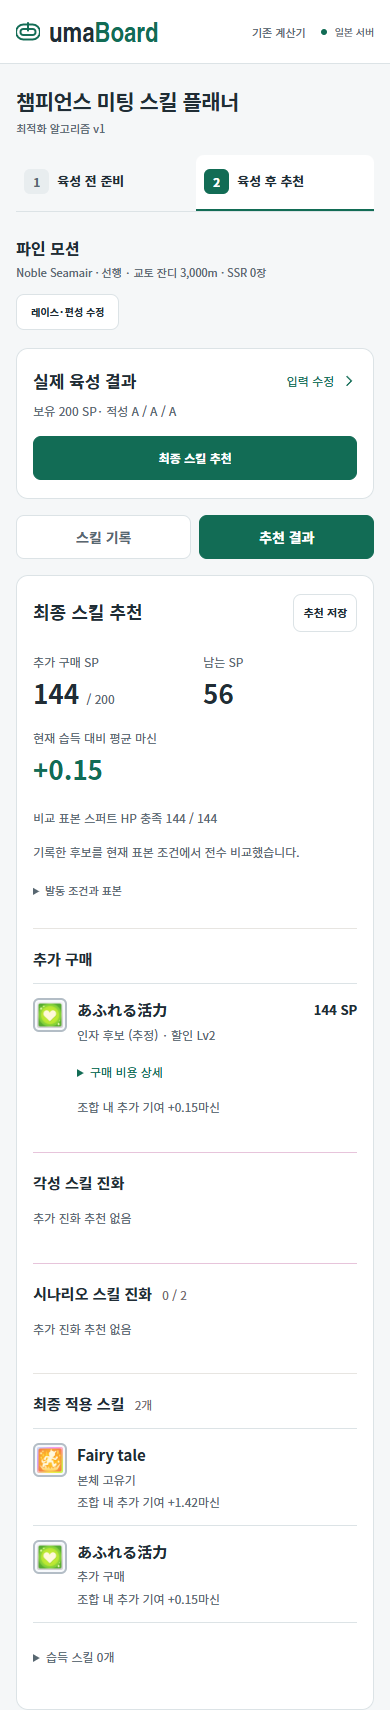 umaBoard
기존 계산기
일본 서버
챔피언스 미팅 스킬 플래너
최적화 알고리즘 v1
1 육성 전 준비
2 육성 후 추천
파인 모션
Noble Seamair · 선행 · 교토 잔디 3,000m · SSR 0장
레이스·편성 수정
실제 육성 결과
입력 수정
보유 200 SP · 적성 A / A / A
최종 스킬 추천
스킬 기록
추천 결과
최종 스킬 추천
추천 저장
추가 구매 SP
남는 SP
144 / 200
56
현재 습득 대비 평균 마신
+0.15
비교 표본 스퍼트 HP 충족 144 / 144
기록한 후보를 현재 표본 조건에서 전수 비교했습니다.
▶ 발동 조건과 표본
추가 구매
あふれる活力
144 SP
인자 후보 (추정) · 할인 Lv2
▶ 구매 비용 상세
조합 내 추가 기여 +0.15마신
각성 스킬 진화
추가 진화 추천 없음
시나리오 스킬 진화 0 / 2
추가 진화 추천 없음
최종 적용 스킬 2개
Fairy tale
본체 고유기
조합 내 추가 기여 +1.42마신
あふれる活力
추가 구매
조합 내 추가 기여 +0.15마신
▶ 습득 스킬 0개